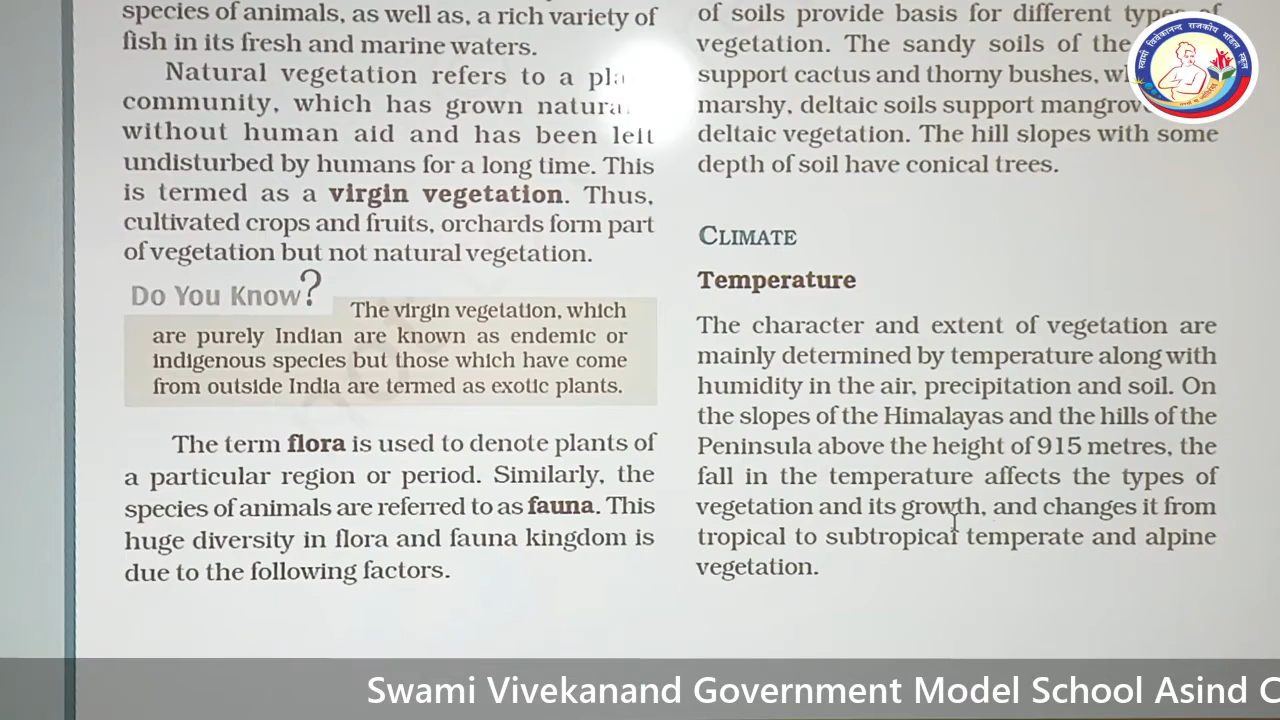 species of animals, as well as, a rich variety of
fish in its fresh and marine waters.
Natural vegetation refers to a
community, which has grown
without human aid and has been left
undisturbed by humans for a long time. This
is termed as a virgin vegetation. Thus,
cultivated crops and fruits, orchards form part
of vegetation but not natural vegetation.
Do You Know?
The virgin vegetation, which
are purely Indian are known as endemic or
indigenous species but those which have come
from outside India are termed as exotic plants.
The term flora is used to denote plants of
a particular region or period. Similarly, the
species of animals are referred to as fauna. This
huge diversity in flora and fauna kingdom is
due to the following factors.
of soils provide basis for different types of
vegetation. The sandy soils of the
support cactus and thorny bushes,
marshy, deltaic soils support
deltaic vegetation. The hill slopes with some
depth of soil have conical trees.
CLIMATE
Temperature
The character and extent of vegetation are
mainly determined by temperature along with
humidity in the air, precipitation and soil. On
the slopes of the Himalayas and the hills of the
Peninsula above the height of 915 metres, the
fall in the temperature affects the types of
vegetation and its growth, and changes it from
tropical to subtropical temperate and alpine
vegetation.
स्वामी विवेकानन्द राजकीय मॉडल स्कूल
Swami Vivekanand Government Model School Asind